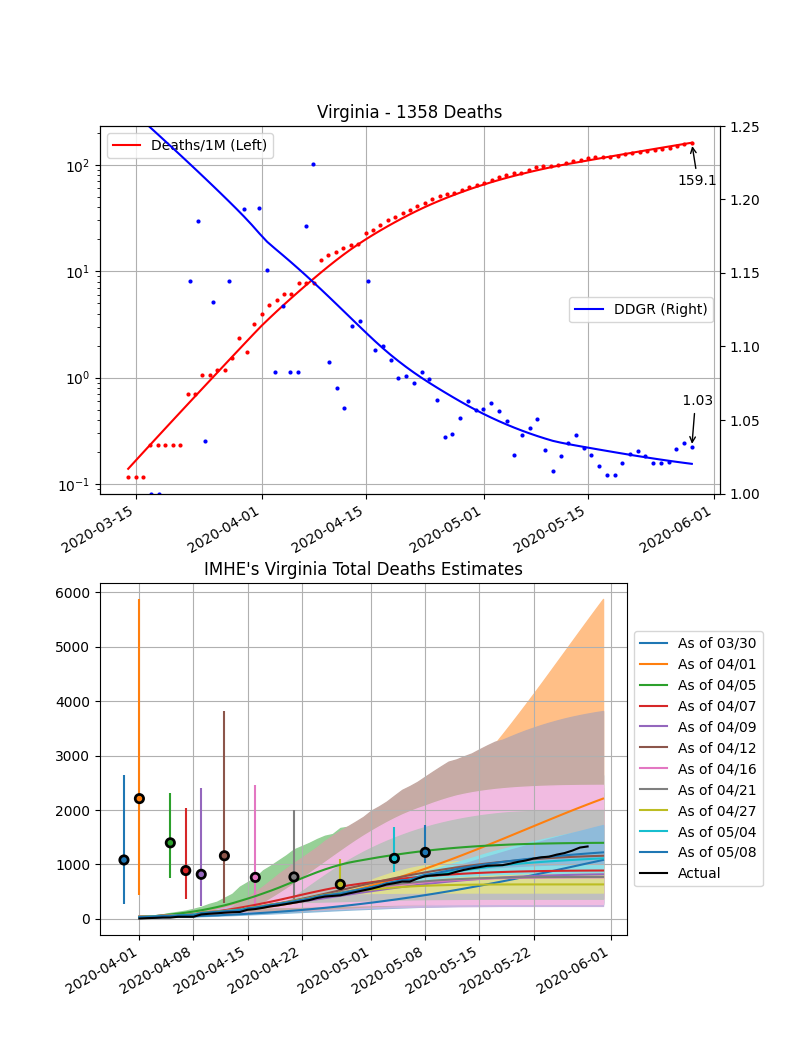 Virginia - 1358 Deaths
Deaths/1M (Left)
DDGR (Right)
10²
10¹
10⁰
10⁻¹
1.25
1.20
1.15
1.10
1.05
1.00
159.1
1.03
2020-03-15
2020-04-01
2020-04-15
2020-05-01
2020-05-15
2020-06-01
IMHE's Virginia Total Deaths Estimates
6000
5000
4000
3000
2000
1000
0
2020-04-01
2020-04-08
2020-04-15
2020-04-22
2020-05-01
2020-05-08
2020-05-15
2020-05-22
2020-06-01
As of 03/30
As of 04/01
As of 04/05
As of 04/07
As of 04/09
As of 04/12
As of 04/16
As of 04/21
As of 04/27
As of 05/04
As of 05/08
Actual